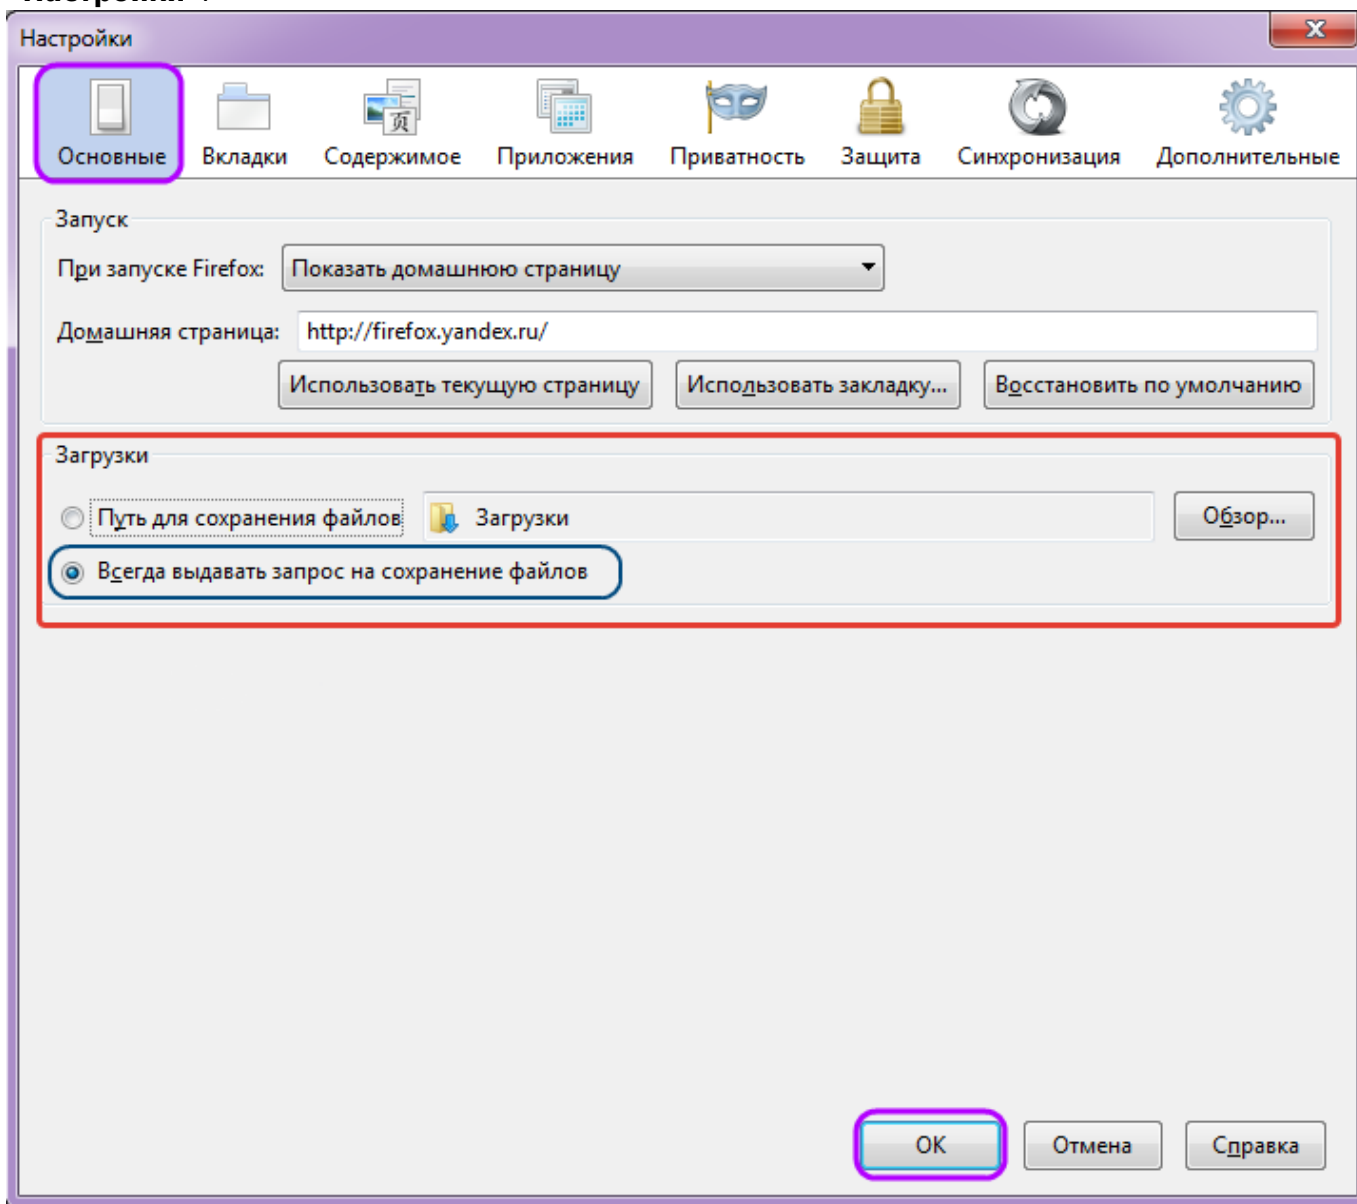 Настройки
Основные Вкладки Содержимое Приложения Приватность Защита Синхронизация Дополнительные
页
Запуск
При запуске Firefox: Показать домашнюю страницу
Домашняя страница: http://firefox.yandex.ru/
Использовать текущую страницу Использовать закладку... Восстановить по умолчанию
Загрузки
Путь для сохранения файлов Загрузки Обзор...
Всегда выдавать запрос на сохранение файлов
ОК Отмена Справка